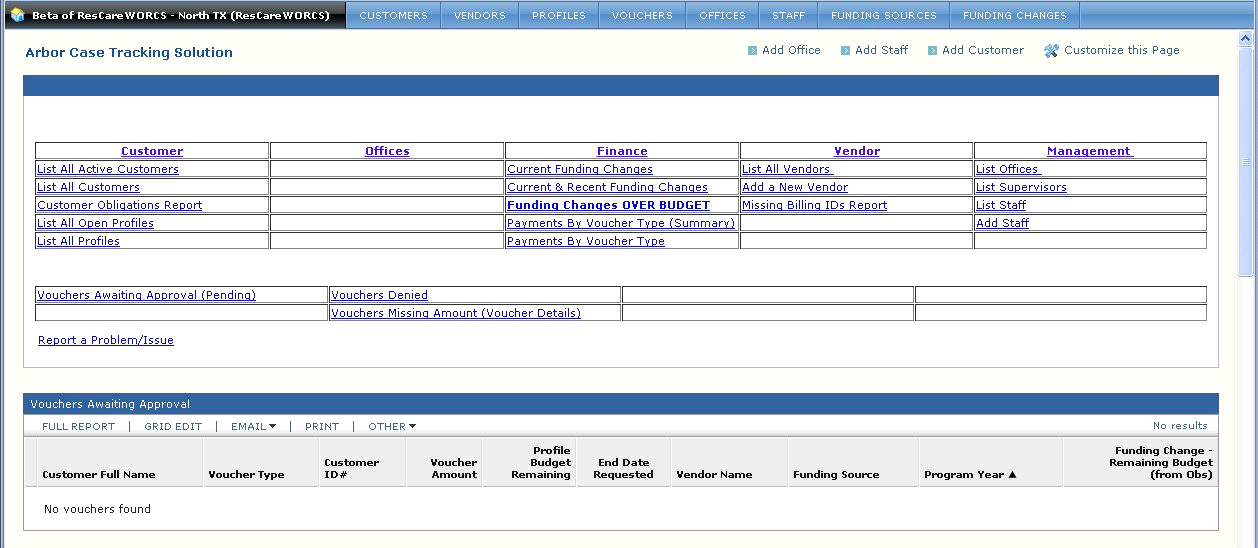 Beta of ResCareWORCS - North TX (ResCareWORCS) CUSTOMERS VENDORS PROFILES VOUCHERS OFFICES STAFF FUNDING SOURCES FUNDING CHANGES
Arbor Case Tracking Solution Add Office Add Staff Add Customer Customize this Page
Customer Offices Finance Vendor Management
List All Active Customers Current Funding Changes List All Vendors List Offices
List All Customers Current & Recent Funding Changes Add a New Vendor List Supervisors
Customer Obligations Report Funding Changes OVER BUDGET Missing Billing IDs Report List Staff
List All Open Profiles Payments By Voucher Type (Summary) Add Staff
List All Profiles Payments By Voucher Type
Vouchers Awaiting Approval (Pending) Vouchers Denied
Vouchers Missing Amount (Voucher Details)
Report a Problem/Issue
Vouchers Awaiting Approval
FULL REPORT | GRID EDIT | EMAIL | PRINT | OTHER No results
Customer Full Name
Voucher Type
Customer
ID#
Voucher
Amount
Profile
Budget
Remaining
End Date
Requested
Vendor Name
Funding Source
Program Year
Funding Change -
Remaining Budget
(from Obs)
No vouchers found